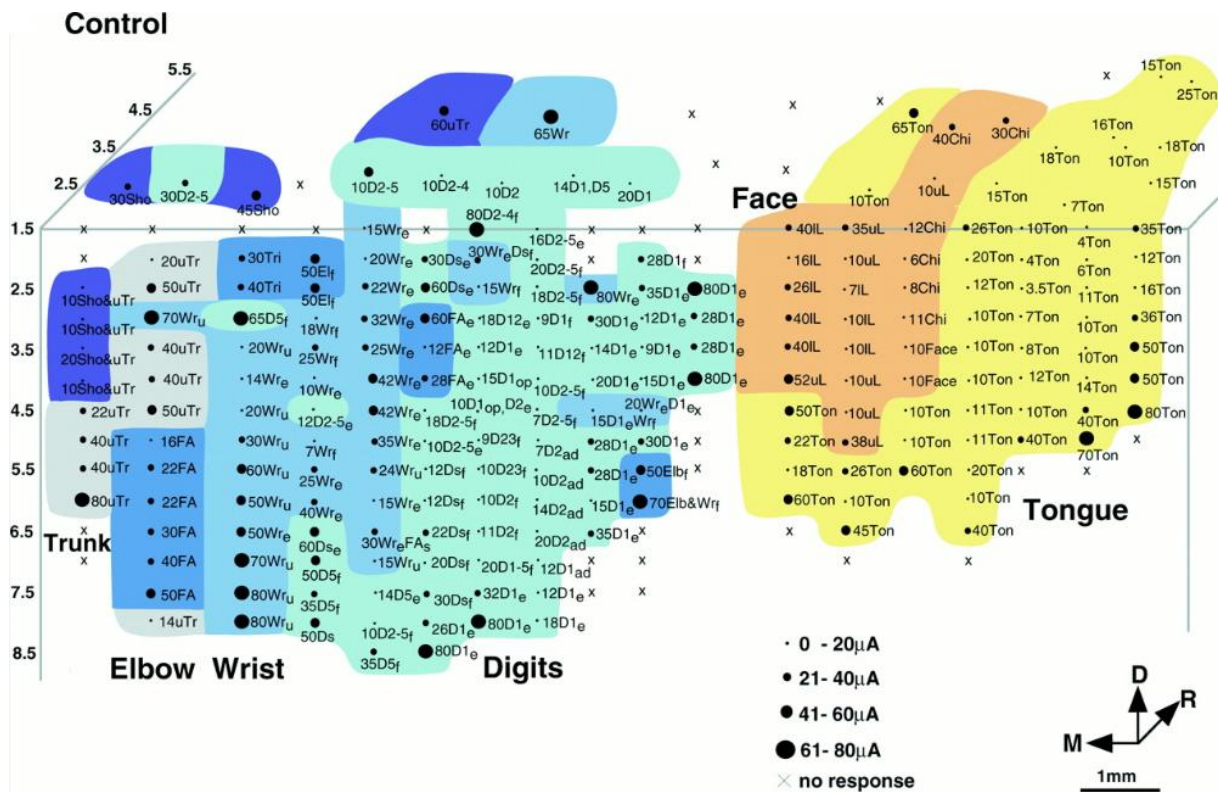 Control
5.5
15Ton
25Ton
4.5
60uTr 65Wr x x x 65Ton 40Chi 30Chi x
16Ton
3.5
18Ton 10Ton 18Ton
2.5 30Sho 30D2-5 45Sho x 10D2-5 10D2-4 10D2 14D1,D5 20D1 x x 10Ton 10uL 15Ton 15Ton
7Ton
Face
80D2-4f
1.5 x x x x 15Wre x 16D2-5e x x x 40lL 35uL 12Chi 26Ton 10Ton 4Ton 35Ton
x 20uTr 30Tri 50Elf 20Wre 30Dse 30WreDsf 20D2-5f x 28D1f x 16lL 10uL 6Chi 20Ton 4Ton 6Ton 12Ton
2.5 10Sho&uTr 50uTr 40Tri 50Elf 22Wre 60Dse 15Wrf 18D2-5f 80Wre 35D1e 80D1e 26lL 7lL 8Chi 12Ton 3.5Ton 11Ton 16Ton
10Sho&uTr 70Wru 65D5f 18Wrf 32Wre 60FAe 18D12e 9D1f 30D1e 12D1e 28D1e 40lL 10lL 11Chi 10Ton 7Ton 10Ton 36Ton
3.5 20Sho&uTr 40uTr 20Wru 25Wrf 25Wre 12FAe 12D1e 11D12f 14D1e 9D1e 28D1e 40lL 10lL 10Face 10Ton 8Ton 10Ton 50Ton
10Sho&uTr 40uTr 14Wre 10Wre 42Wre 28FAe 15D1op 10D2-5f 20D1e 15D1e 80D1e 52uL 10uL 10Face 10Ton 12Ton 14Ton 50Ton
4.5 22uTr 50uTr 20Wru 12D2-5e 42Wre 18D2-5f 10D1op,D2e 7D2-5f 15D1eWrf 20WreD1e x 50Ton 10uL 10Ton 11Ton 10Ton 40Ton 80Ton
40uTr 16FA 30Wru 7Wrf 35Wre 10D2-5e 9D23f 7D2ad 28D1e 30D1e x 22Ton 38uL 10Ton 11Ton 40Ton 70Ton x
5.5 40uTr 22FA 60Wru 25Wre 24Wru 12Dsf 10D23f 10D2ad 28D1e 50Elbf x 18Ton 26Ton 60Ton 20Ton x x
80uTr 22FA 50Wru 40Wre 15Wre 12Dsf 10D2f 14D2ad 15D1e 70Elb&Wrf 60Ton 10Ton 10Ton
Tongue
6.5 x 30FA 50Wre 60Dse 30WreFAs 22Dsf 11D2f 20D2ad 35D1e x x 45Ton 40Ton
Trunk
x 40FA 70Wru 50D5f 15Wru 20Dsf 20D1-5f 12D1ad x x x x
7.5 50FA 80Wru 35D5f 14D5e 30Dsf 32D1e 12D1e x x
14uTr 80Wru 50Ds 10D2-5f 26D1e 80D1e 18D1e
8.5 35D5f 80D1e
Elbow Wrist Digits
0 - 20μA
21- 40μA
41- 60μA
61- 80μA
x no response
D
R
M
1mm